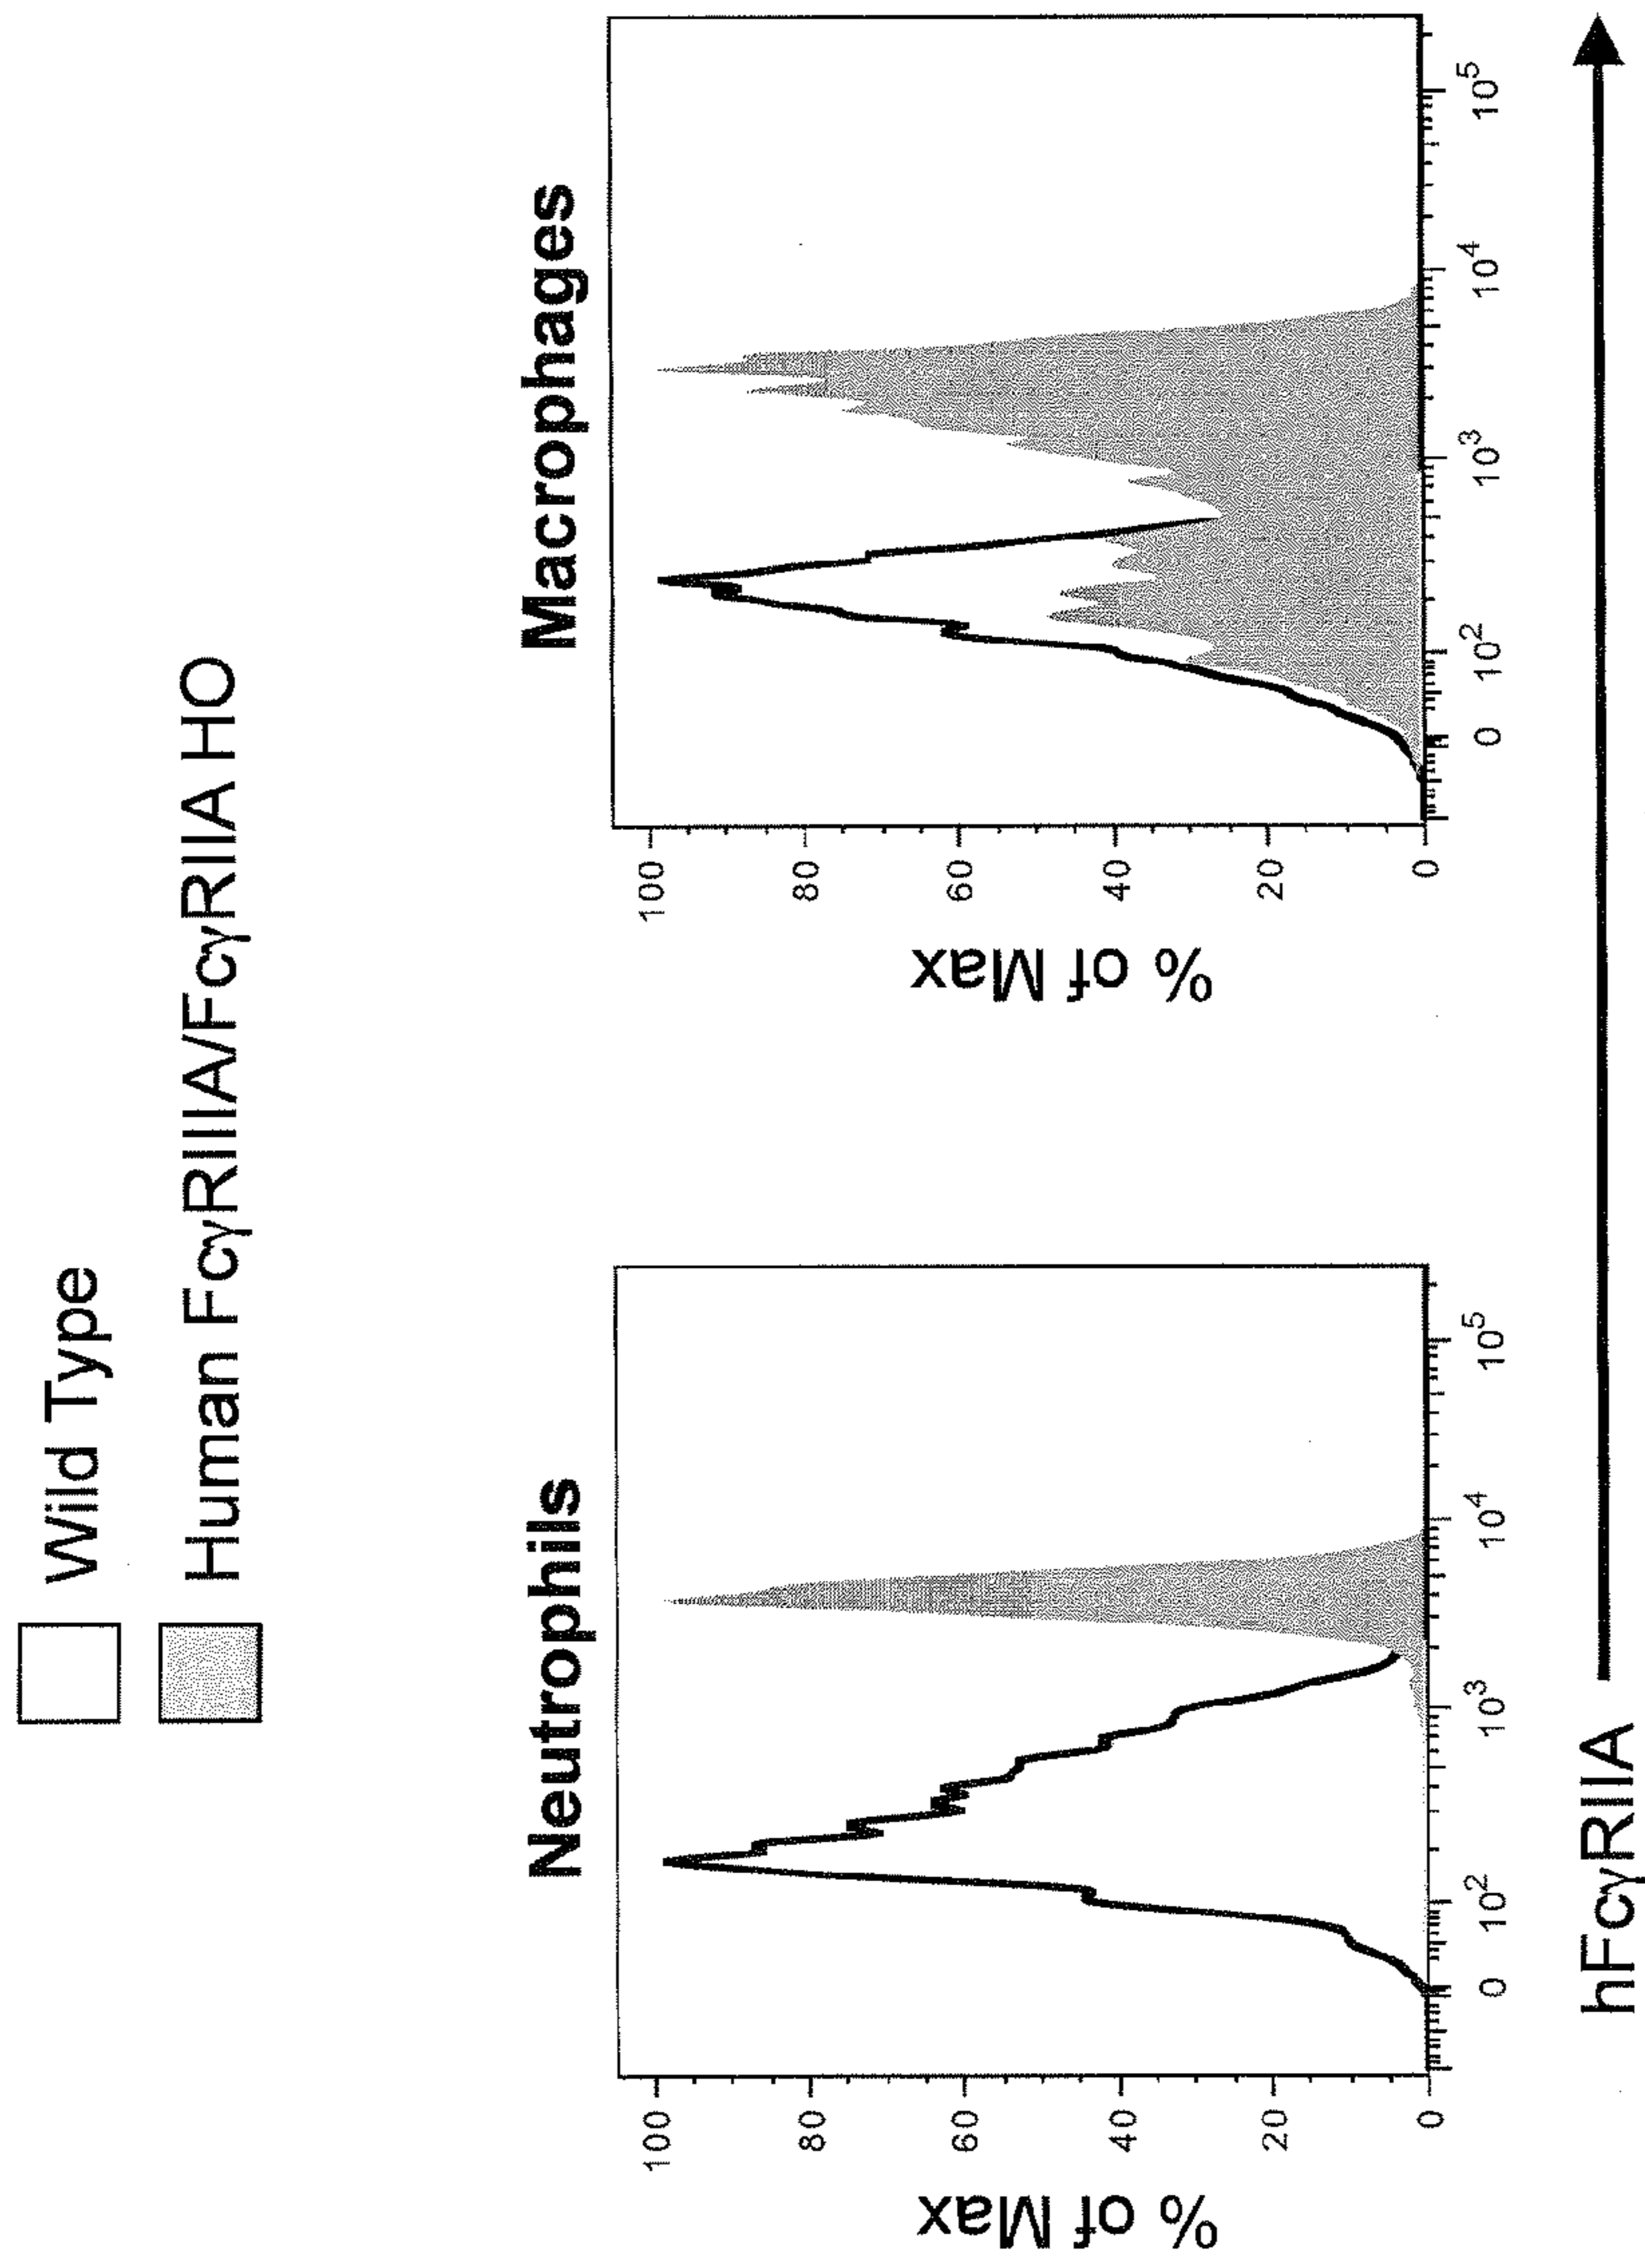 Wild Type
Human FcγRIIIA/FcγRIIA HO
Neutrophils
% of Max
100
80
60
40
20
0
0 10² 10³ 10⁴ 10⁵
Macrophages
% of Max
100
80
60
40
20
0
0 10² 10³ 10⁴ 10⁵
hFcγRIIA